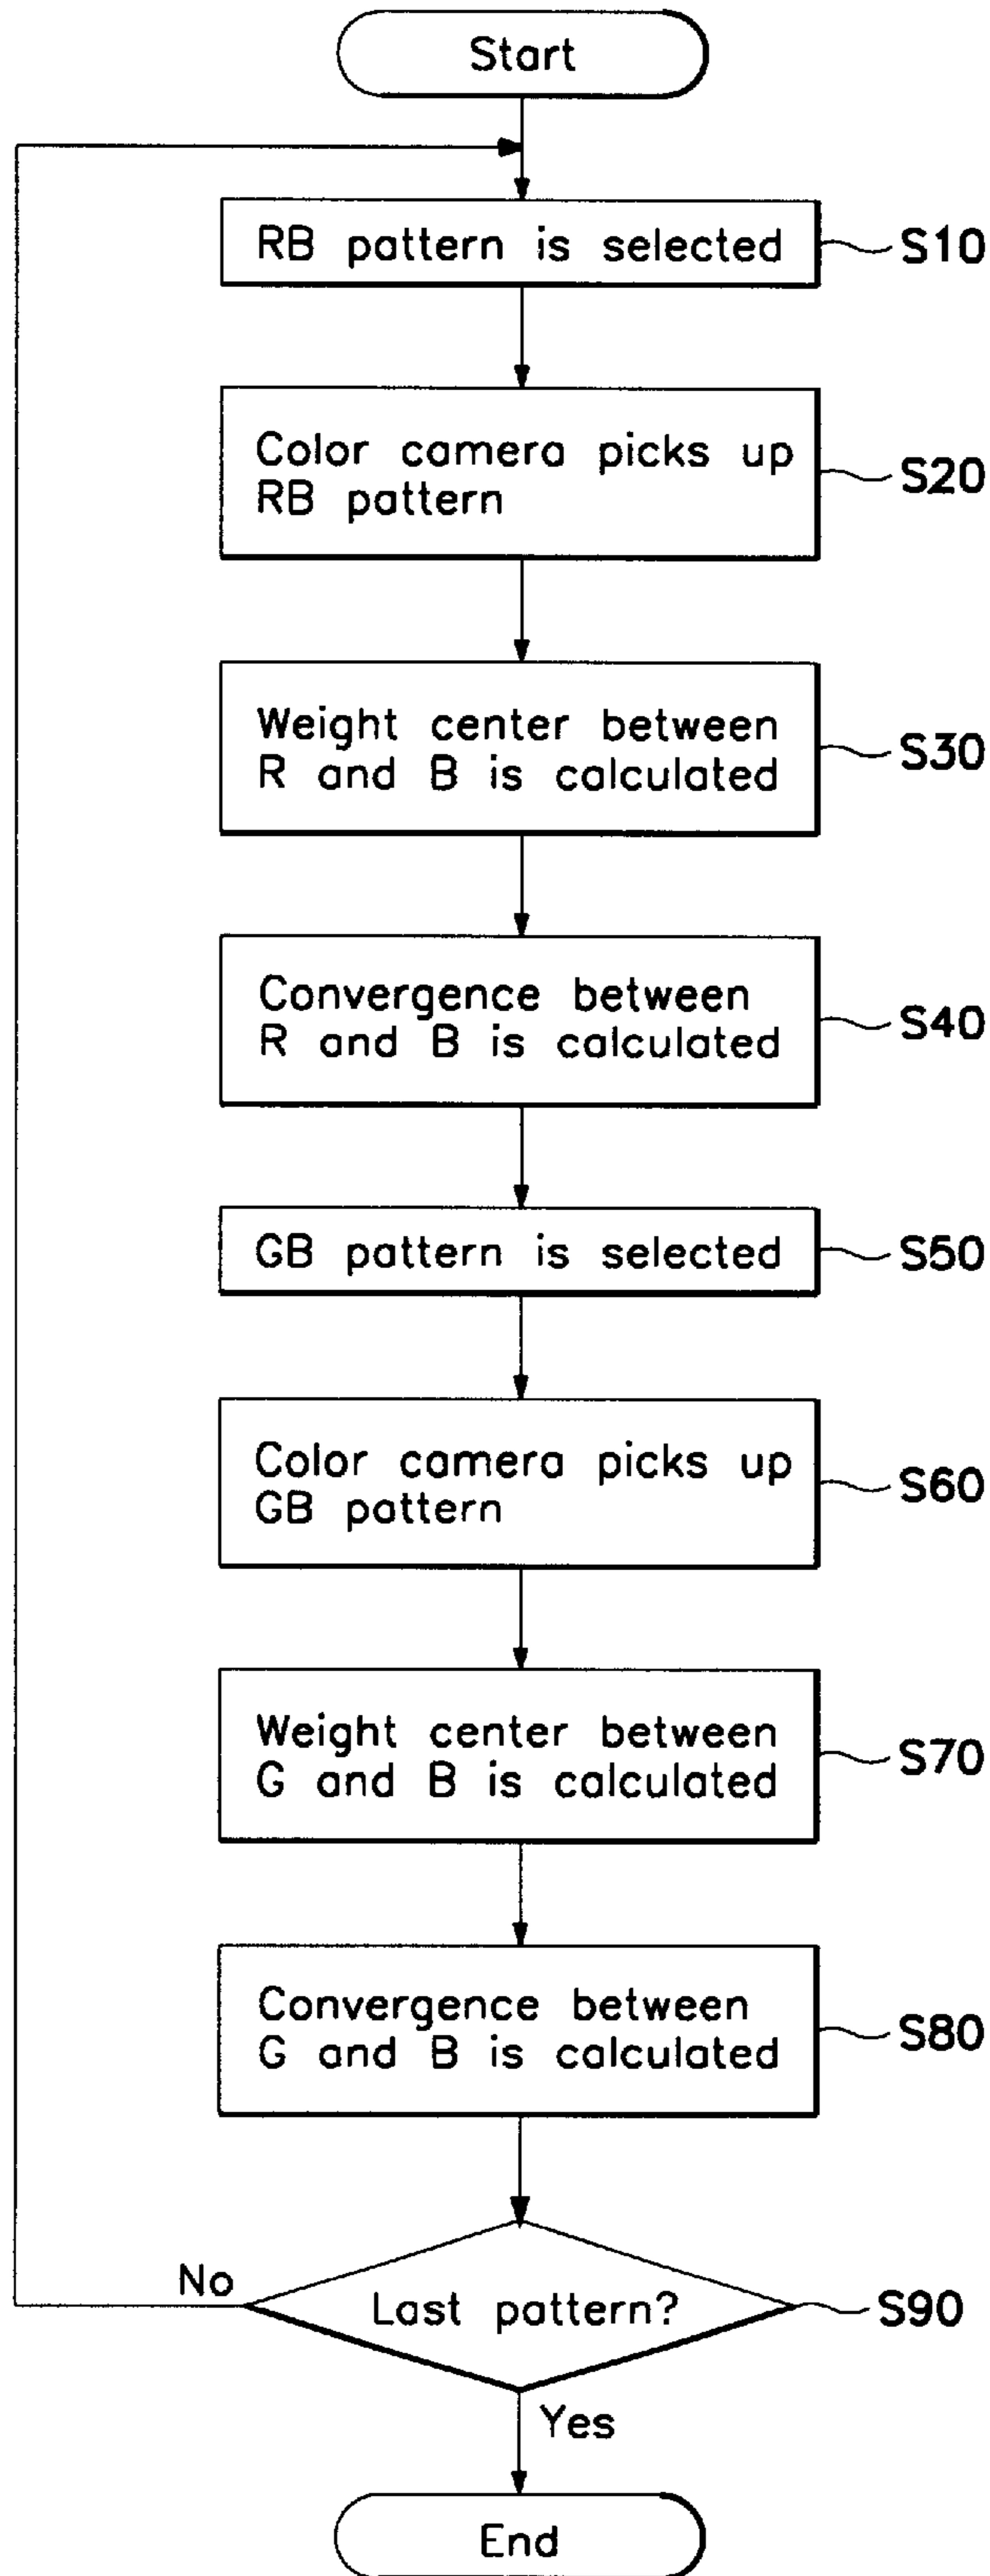 Start
RB pattern is selected
S10
Color camera picks up
RB pattern
S20
Weight center between
R and B is calculated
S30
Convergence between
R and B is calculated
S40
GB pattern is selected
S50
Color camera picks up
GB pattern
S60
Weight center between
G and B is calculated
S70
Convergence between
G and B is calculated
S80
No
Last pattern?
S90
Yes
End